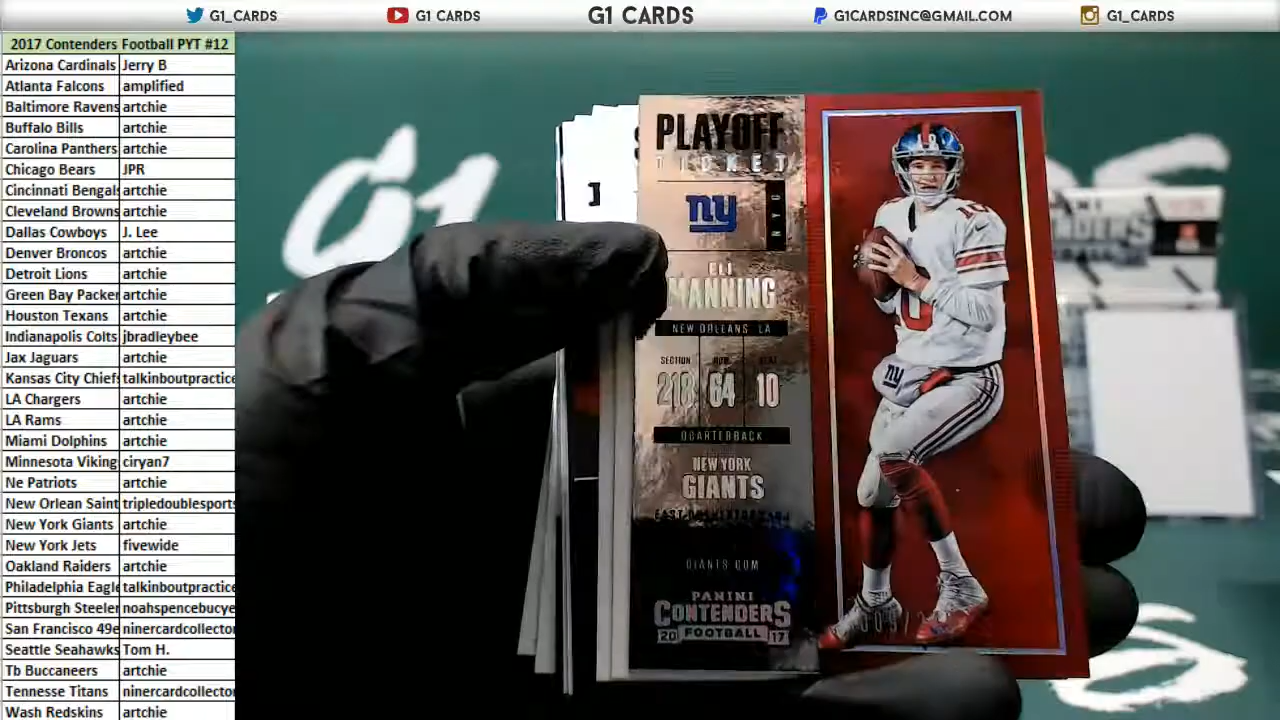 G1_CARDS
G1 CARDS
G1 CARDS
G1CARDSINC@GMAIL.COM
G1_CARDS
2017 Contenders Football PYT #12
Arizona Cardinals Jerry B
Atlanta Falcons amplified
Baltimore Ravens artchie
Buffalo Bills artchie
Carolina Panthers artchie
Chicago Bears JPR
Cincinnati Bengals artchie
Cleveland Browns artchie
Dallas Cowboys J. Lee
Denver Broncos artchie
Detroit Lions artchie
Green Bay Packer artchie
Houston Texans artchie
Indianapolis Colts jbradleybee
Jax Jaguars artchie
Kansas City Chiefs talkinboutpractice
LA Chargers artchie
LA Rams artchie
Miami Dolphins artchie
Minnesota Viking ciryan7
Ne Patriots artchie
New Orlean Saint tripledoublesports
New York Giants artchie
New York Jets fivewide
Oakland Raiders artchie
Philadelphia Eagle talkinboutpractice
Pittsburgh Steeler noahspencebucye
San Francisco 49e ninercardcollector
Seattle Seahawks Tom H.
Tb Buccaneers artchie
Tennesse Titans ninercardcollector
Wash Redskins artchie
G1
PLAYOFF
TICKET
ny
NYG
ELI
MANNING
NEW ORLEANS LA
SECTION ROW SEAT
218 64 10
QUARTERBACK
NEW YORK
GIANTS
GIANTS.COM
PANINI
CONTENDERS
20 FOOTBALL 17
10
ny